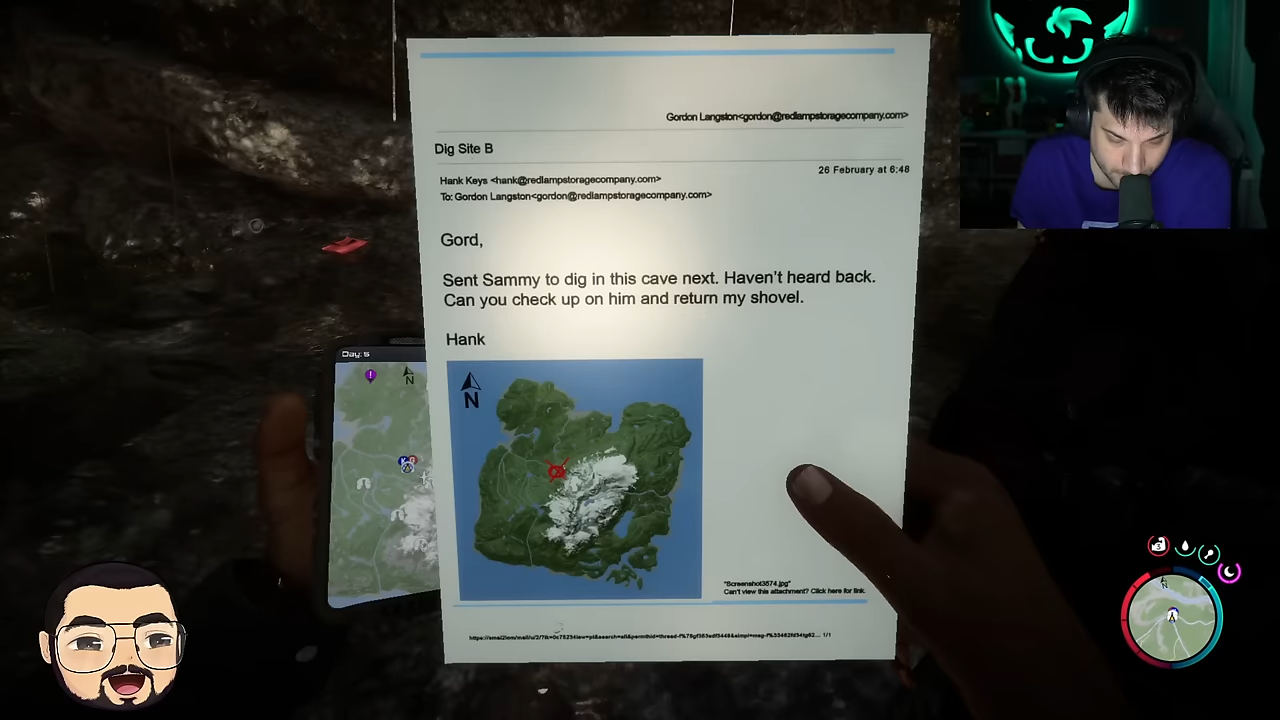 Gordon Langston<gordon@redlampstoragecompany.com>
Dig Site B
26 February at 6:48
Hank Keys <hank@redlampstoragecompany.com>
To: Gordon Langston<gordon@redlampstoragecompany.com>
Gord,
Sent Sammy to dig in this cave next. Haven't heard back.
Can you check up on him and return my shovel.
Hank
Day: 5
N
N
"Screenshot3574.jpg"
Can't view this attachment? Click here for link.
1/1